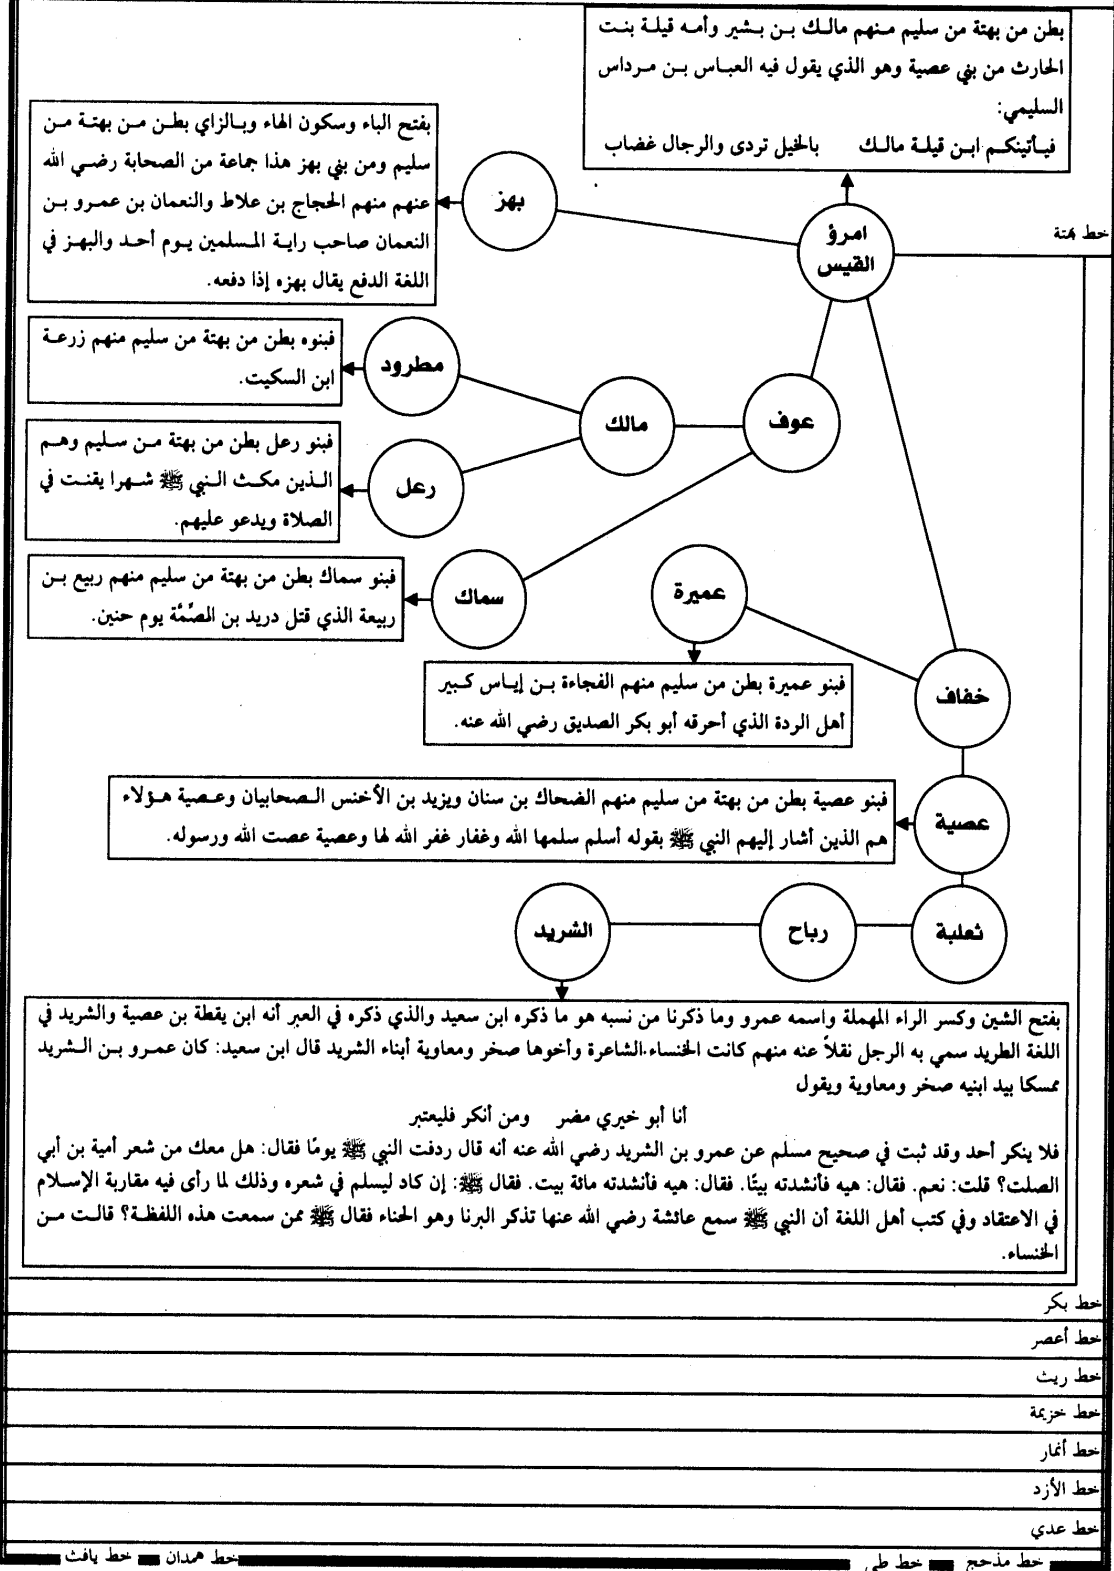 بطن من بهتة من سليم منهم مالك بن بشير وأمه قيلة بنت
الحارث من بني عصية وهو الذي يقول فيه العباس بن مرداس
السليمي:
فيأتينكم ابن قيلة مالك بالخيل تردى والرجال غضاب
بفتح الباء وسكون الهاء وبالزاي بطن من بهتة من
سليم ومن بني بهز هذا جماعة من الصحابة رضي الله
عنهم منهم الحجاج بن علاط والنعمان بن عمرو بن
النعمان صاحب راية المسلمين يوم أحد والبهز في
اللغة الدفع يقال بهزه إذا دفعه.
بهز
امرؤ
القيس
خط بهتة
فبنوه بطن من بهتة من سليم منهم زرعة
ابن السكيت.
مطرود
مالك
عوف
فبنو رعل بطن من بهتة من سليم وهم
الذين مكث النبي ﷺ شهرا يقنت في
الصلاة ويدعو عليهم.
رعل
فبنو سماك بطن من بهتة من سليم منهم ربيع بن
ربيعة الذي قتل دريد بن الصِّمَّة يوم حنين.
سماك
عميرة
خفاف
فبنو عميرة بطن من سليم منهم الفجاءة بن إياس كبير
أهل الردة الذي أحرقه أبو بكر الصديق رضي الله عنه.
فبنو عصية بطن من بهتة من سليم منهم الضحاك بن سنان ويزيد بن الأخنس الصحابيان وعصية هؤلاء
هم الذين أشار إليهم النبي ﷺ بقوله أسلم سلمها الله وغفار غفر الله لها وعصية عصت الله ورسوله.
عصية
ثعلبة
رباح
الشريد
بفتح الشين وكسر الراء المهملة واسمه عمرو وما ذكرنا من نسبه هو ما ذكره ابن سعيد والذي ذكره في العبر أنه ابن يقطة بن عصية والشريد في
اللغة الطريد سمي به الرجل نقلاً عنه منهم كانت الخنساء.الشاعرة وأخوها صخر ومعاوية أبناء الشريد قال ابن سعيد: كان عمرو بن الشريد
ممسكا بيد ابنيه صخر ومعاوية ويقول
أنا أبو خيري مضر ومن أنكر فليعتبر
فلا ينكر أحد وقد ثبت في صحيح مسلم عن عمرو بن الشريد رضي الله عنه أنه قال ردفت النبي ﷺ يومًا فقال: هل معك من شعر أمية بن أبي
الصلت؟ قلت: نعم. فقال: هيه فأنشدته بيتًا. فقال: هيه فأنشدته مائة بيت. فقال ﷺ: إن كاد ليسلم في شعره وذلك لما رأى فيه مقاربة الإسلام
في الاعتقاد وفي كتب أهل اللغة أن النبي ﷺ سمع عائشة رضي الله عنها تذكر البرنا وهو الحناء فقال ﷺ ممن سمعت هذه اللفظة؟ قالت من
الخنساء.
خط بكر
خط أعصر
خط ريث
خط خزيمة
خط أنمار
خط الأزد
خط عدي
خط مذحج خط طي خط همدان خط يافث